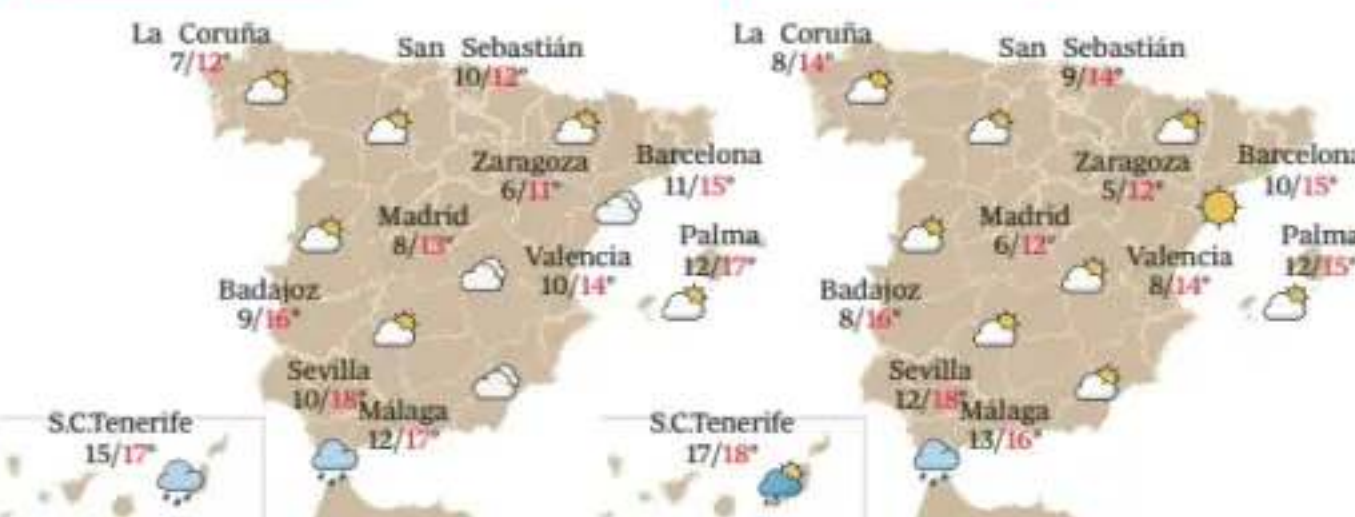 La Coruña
7/12°
San Sebastián
10/12°
Zaragoza
6/11°
Barcelona
11/15°
Madrid
8/13°
Valencia
10/14°
Palma
12/17°
Badajoz
9/16°
Sevilla
10/18°
Málaga
12/17°
S.C.Tenerife
15/17°
La Coruña
8/14°
San Sebastián
9/14°
Zaragoza
5/12°
Barcelona
10/15°
Madrid
6/12°
Valencia
8/14°
Palma
12/15°
Badajoz
8/16°
Sevilla
12/18°
Málaga
13/16°
S.C.Tenerife
17/18°